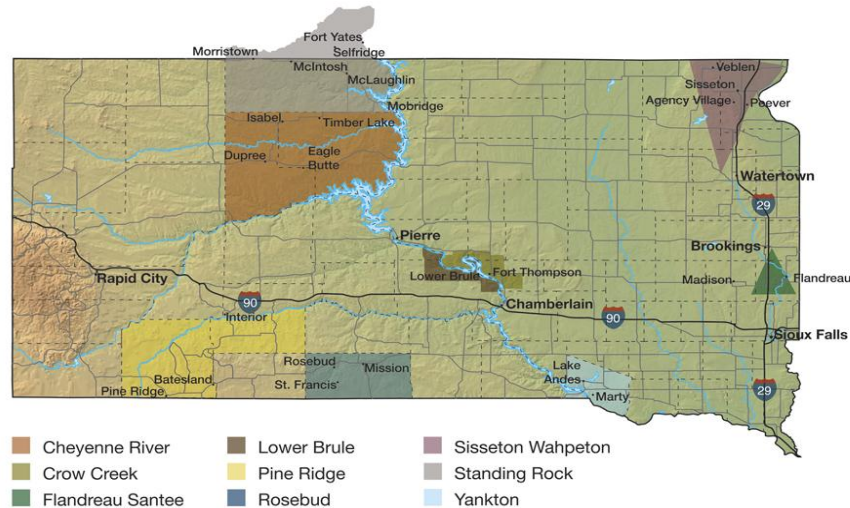 Fort Yates
Morristown
Selfridge
McIntosh
McLaughlin
Mobridge
Isabel
Timber Lake
Dupree
Eagle
Butte
Veblen
Sisseton
Agency Village
Peever
Watertown
29
Pierre
Brookings
Rapid City
Lower Brule
Fort Thompson
Madison
Flandreau
90
Chamberlain
90
Interior
Sioux Falls
Rosebud
Mission
Lake
Andes
Batesland
St. Francis
Pine Ridge
Marty
29
Cheyenne River
Lower Brule
Sisseton Wahpeton
Crow Creek
Pine Ridge
Standing Rock
Flandreau Santee
Rosebud
Yankton